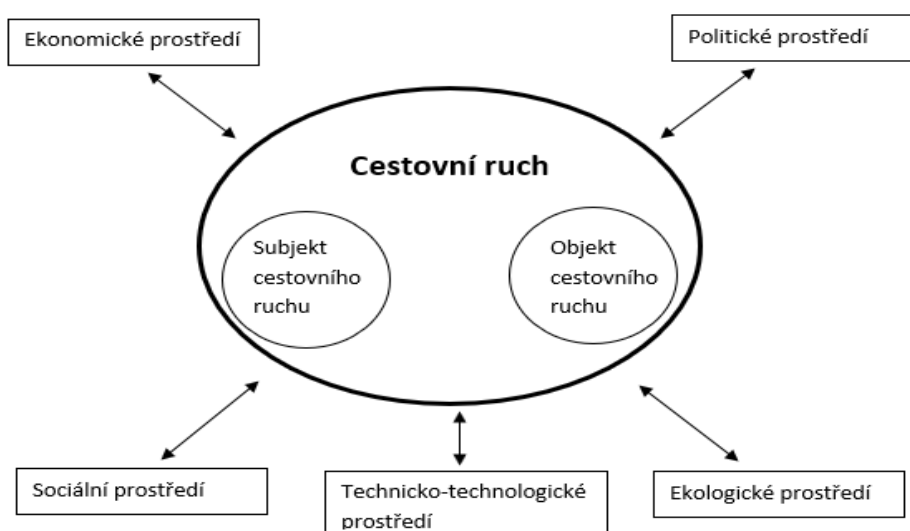 Ekonomické prostředí
Politické prostředí
Cestovní ruch
Subjekt
cestovního
ruchu
Objekt
cestovního
ruchu
Sociální prostředí
Technicko-technologické
prostředí
Ekologické prostředí